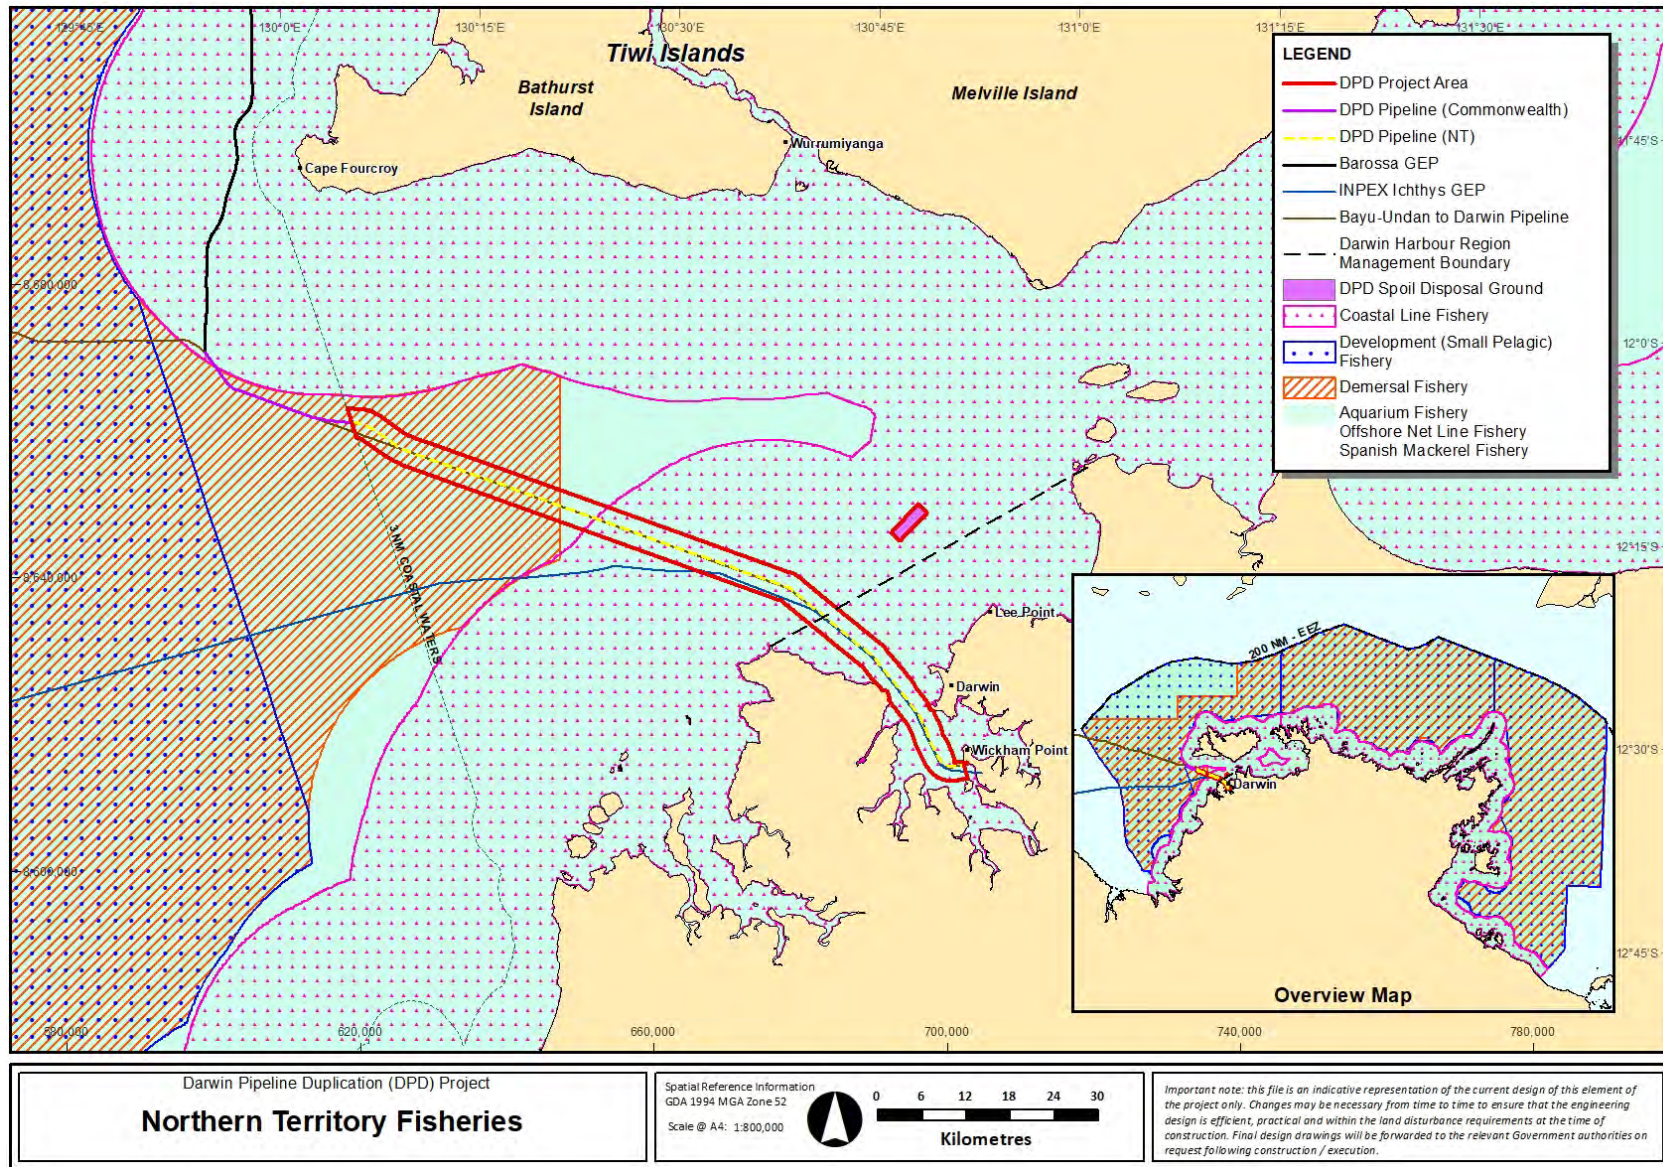 129°45'E
130°0'E
130°15'E
130°30'E
130°45'E
131°0'E
131°15'E
131°30'E
Tiwi Islands
Bathurst
Island
Melville Island
Wurrumiyanga
Cape Fourcroy
11°45'S
12°0'S
12°15'S
12°30'S
12°45'S
8,680,000
8,640,000
8,600,000
3 NM COASTAL WATERS
Lee Point
Darwin
Wickham Point
580,000
620,000
660,000
700,000
740,000
780,000
LEGEND
DPD Project Area
DPD Pipeline (Commonwealth)
DPD Pipeline (NT)
Barossa GEP
INPEX Ichthys GEP
Bayu-Undan to Darwin Pipeline
Darwin Harbour Region
Management Boundary
DPD Spoil Disposal Ground
Coastal Line Fishery
Development (Small Pelagic)
Fishery
Demersal Fishery
Aquarium Fishery
Offshore Net Line Fishery
Spanish Mackerel Fishery
200 NM - EEZ
Darwin
Overview Map
Darwin Pipeline Duplication (DPD) Project
Northern Territory Fisheries
Spatial Reference Information
GDA 1994 MGA Zone 52
Scale @ A4: 1:800,000
0 6 12 18 24 30
Kilometres
Important note: this file is an indicative representation of the current design of this element of
the project only. Changes may be necessary from time to time to ensure that the engineering
design is efficient, practical and within the land disturbance requirements at the time of
construction. Final design drawings will be forwarded to the relevant Government authorities on
request following construction / execution.